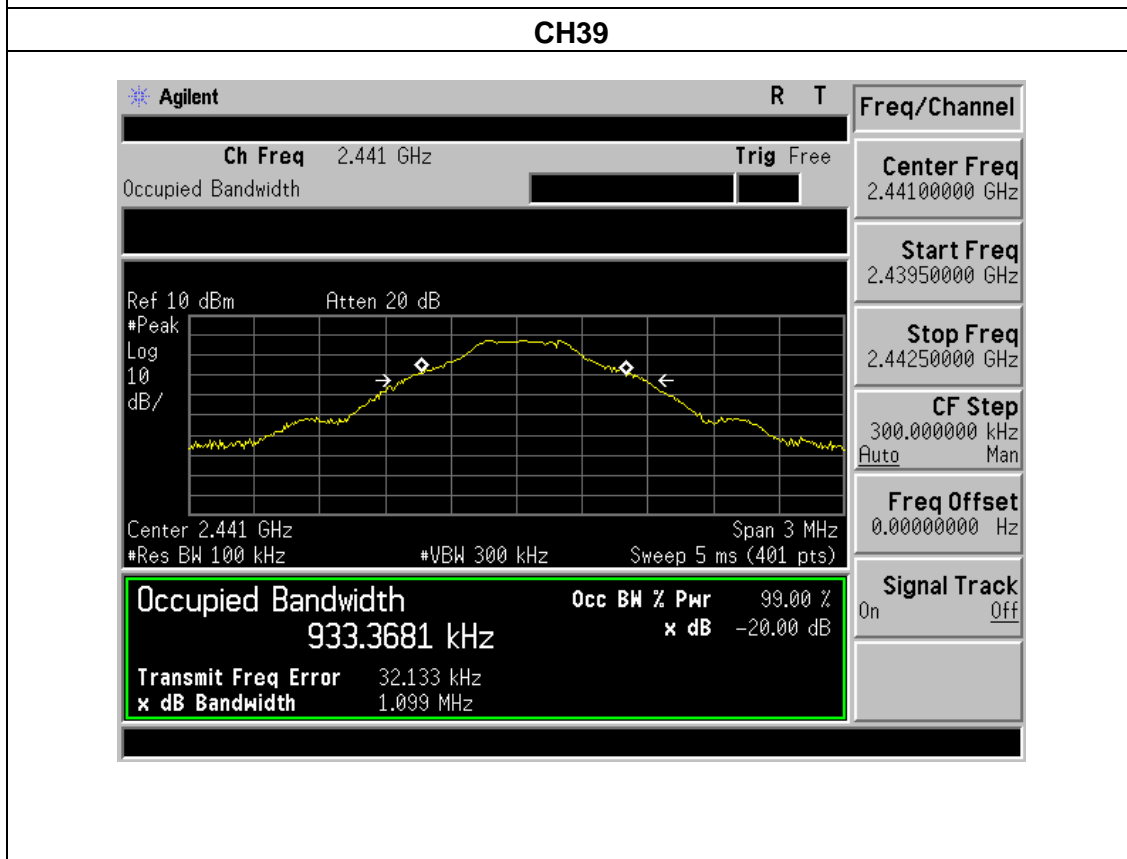 CH39
Agilent R T
Freq/Channel
Ch Freq 2.441 GHz Trig Free
Occupied Bandwidth
Center Freq
2.44100000 GHz
Start Freq
2.43950000 GHz
Stop Freq
2.44250000 GHz
CF Step
300.000000 kHz
Auto Man
Freq Offset
0.00000000 Hz
Signal Track
On Off
Ref 10 dBm Atten 20 dB
#Peak
Log
10
dB/
Center 2.441 GHz Span 3 MHz
#Res BW 100 kHz #VBW 300 kHz Sweep 5 ms (401 pts)
Occupied Bandwidth Occ BW % Pwr 99.00 %
933.3681 kHz x dB -20.00 dB
Transmit Freq Error 32.133 kHz
x dB Bandwidth 1.099 MHz